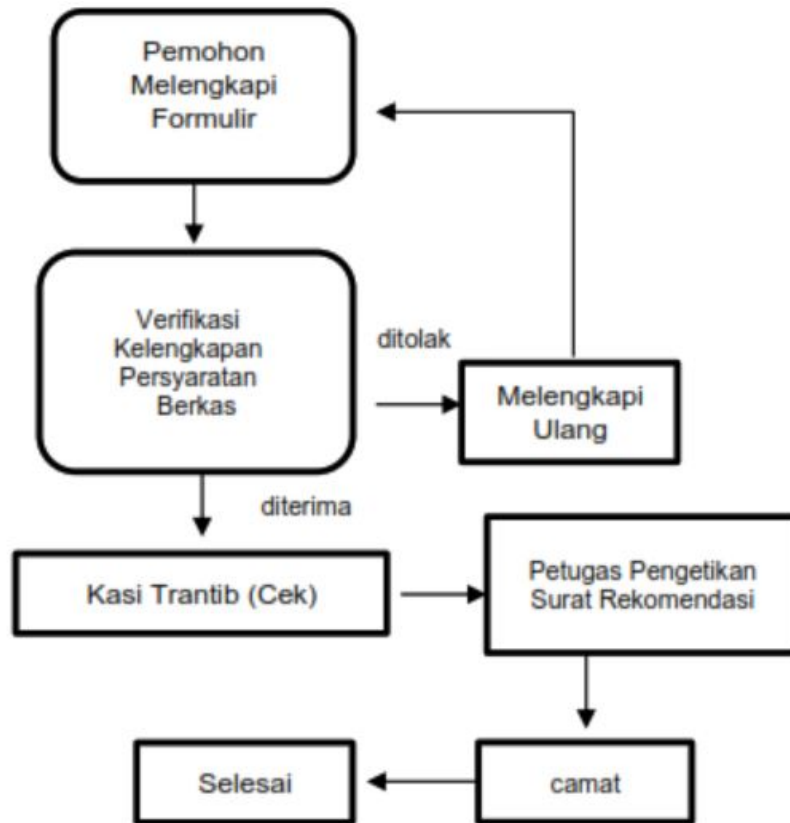 Pemohon
Melengkapi
Formulir
Verifikasi
Kelengkapan
Persyaratan
Berkas
ditolak
Melengkapi
Ulang
diterima
Kasi Trantib (Cek)
Petugas Pengetikan
Surat Rekomendasi
camat
Selesai